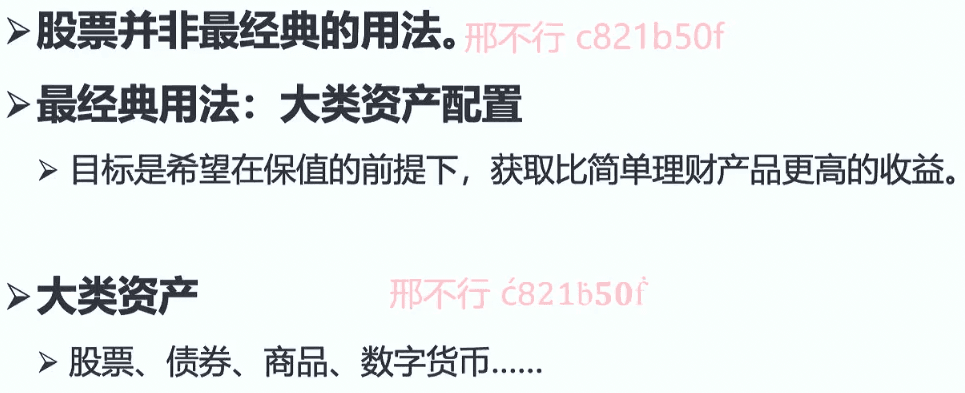 ➢股票并非最经典的用法。邢不行 c821b50f
➢最经典用法：大类资产配置
➢ 目标是希望在保值的前提下，获取比简单理财产品更高的收益。
➢大类资产
邢不行 ć821ḃ50ḟ
➢ 股票、债券、商品、数字货币......